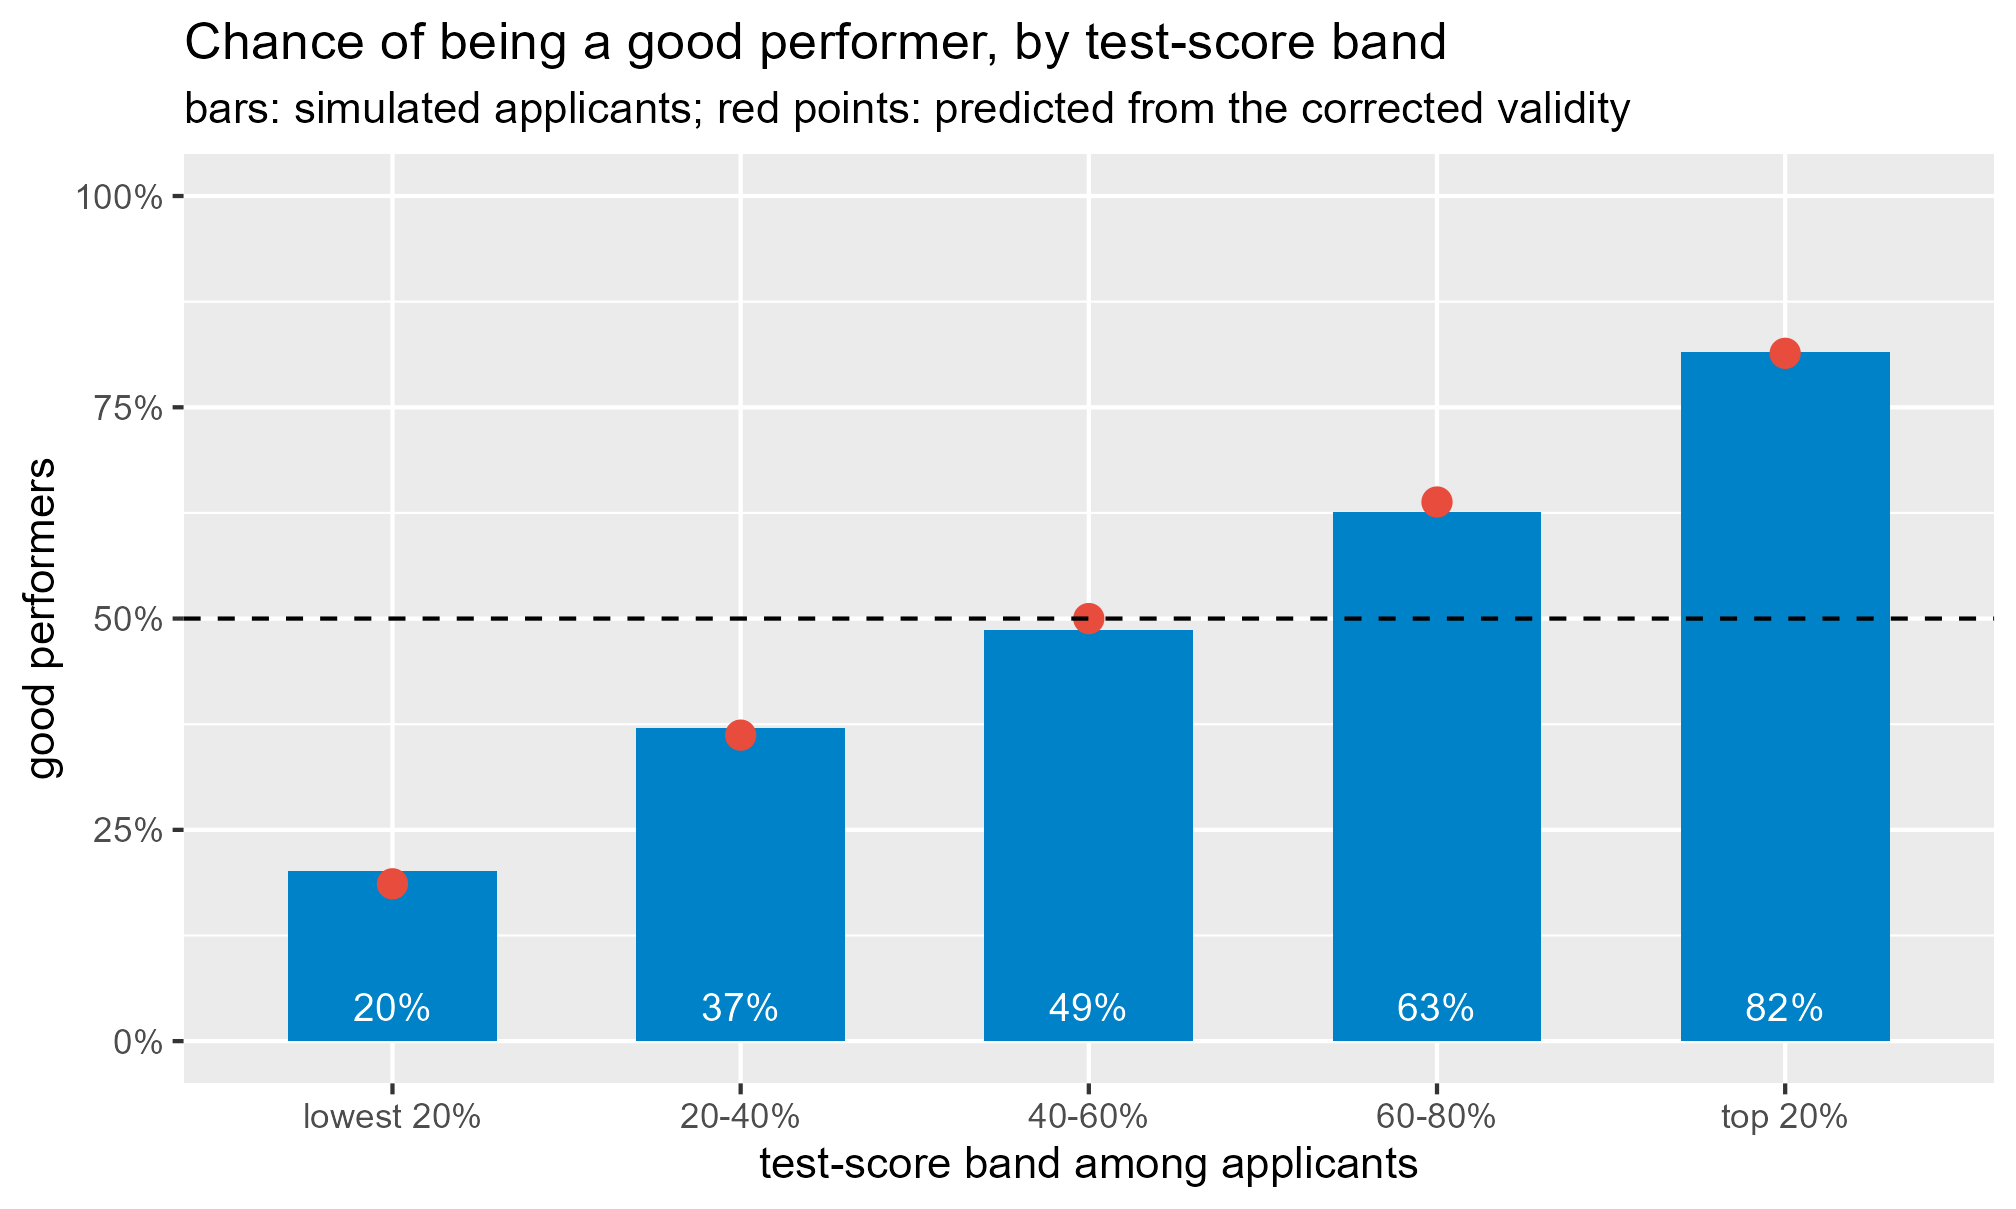 Chance of being a good performer, by test-score band
bars: simulated applicants; red points: predicted from the corrected validity
good performers
100%
75%
50%
25%
0%
20%
37%
49%
63%
82%
lowest 20%
20-40%
40-60%
60-80%
top 20%
test-score band among applicants